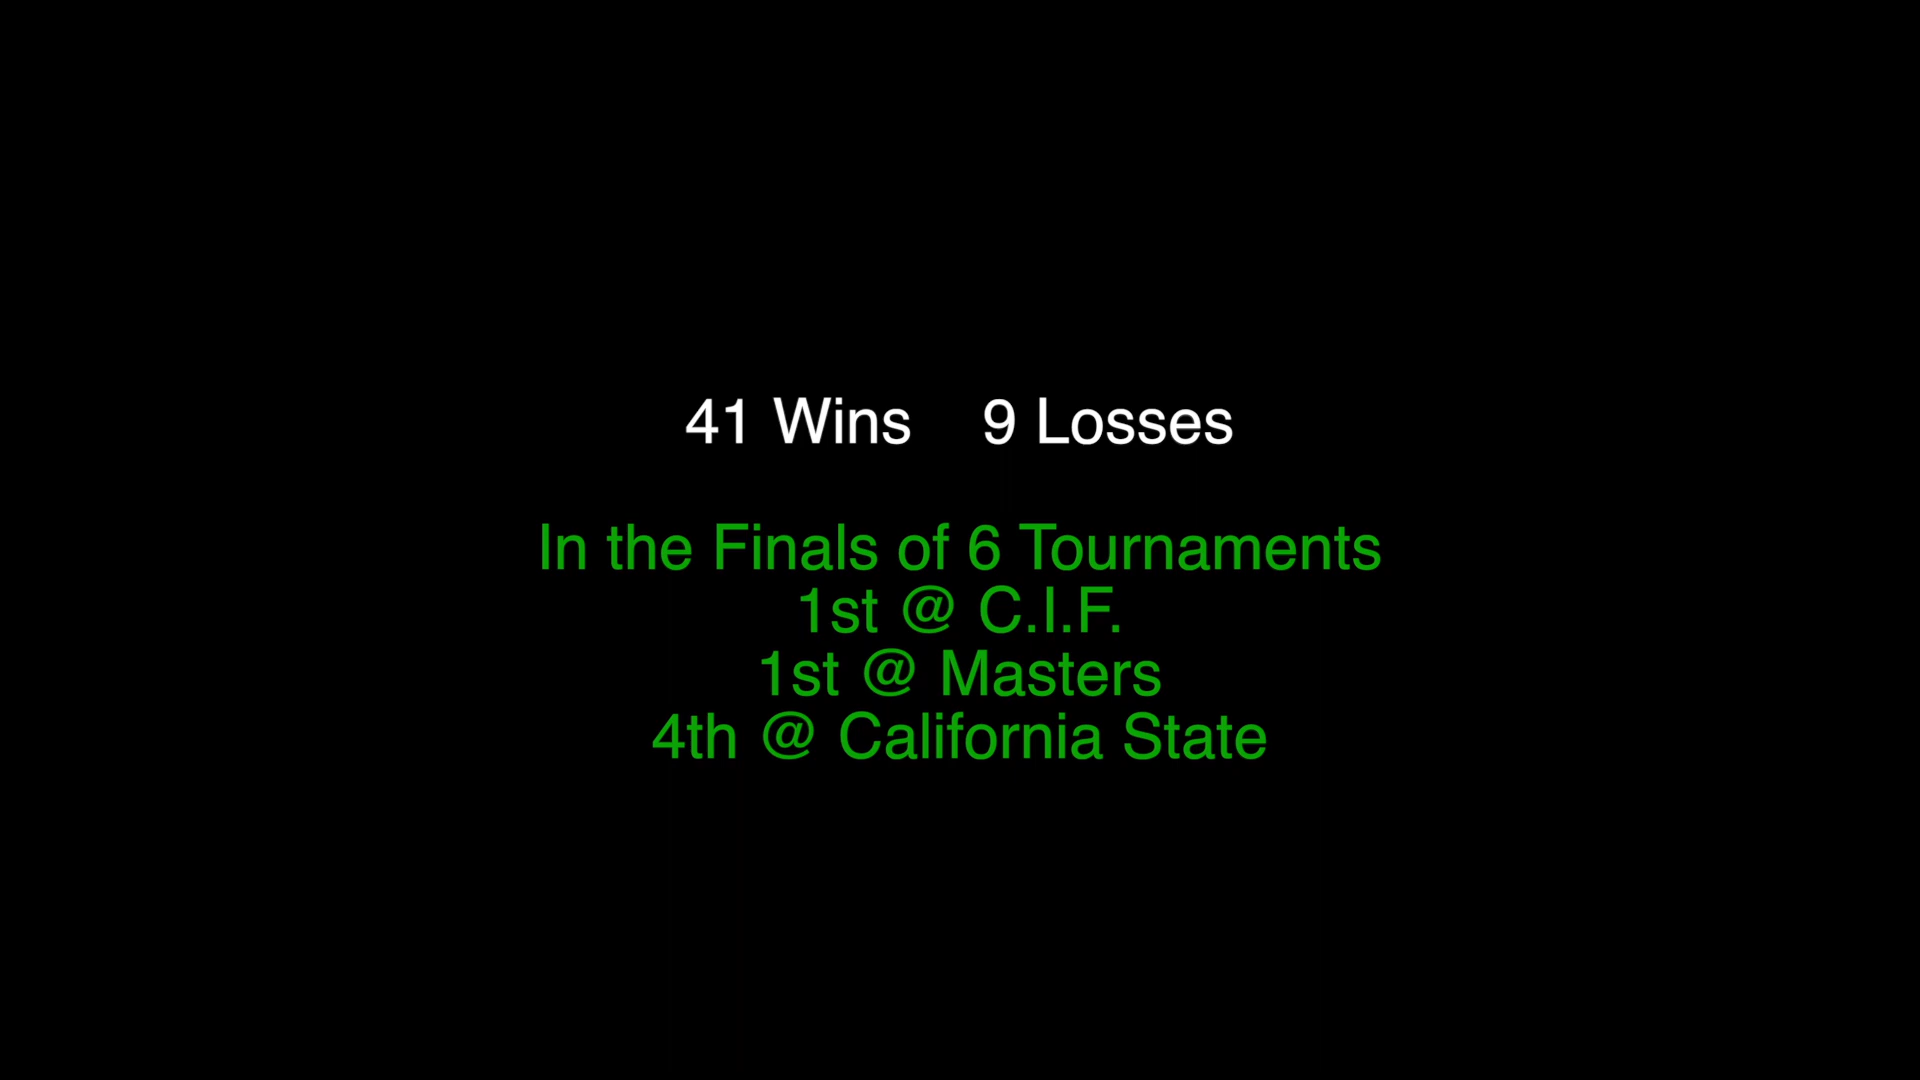 41 Wins    9 Losses
In the Finals of 6 Tournaments
1st @ C.I.F.
1st @ Masters
4th @ California State